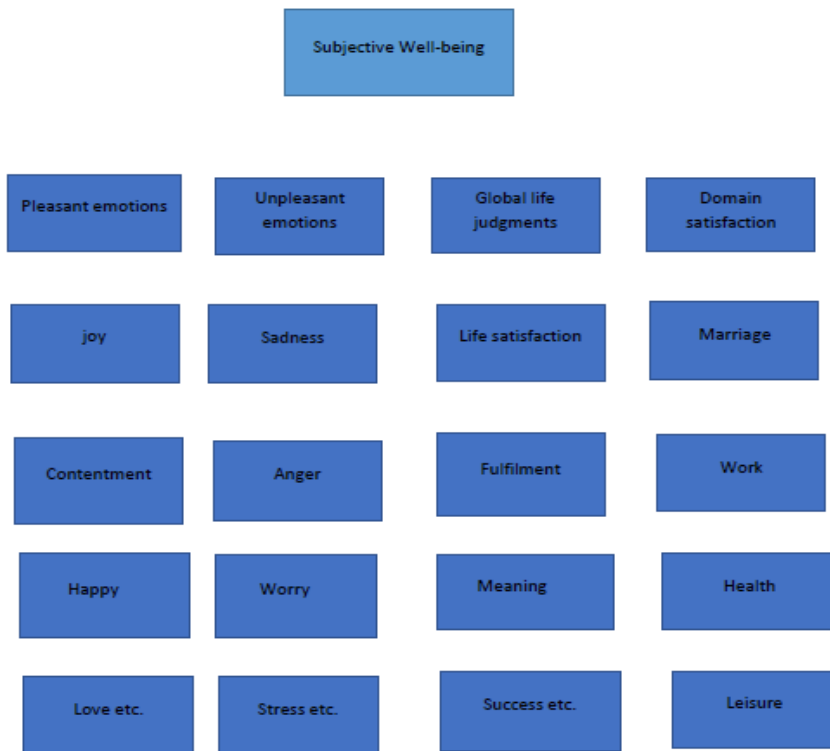 Subjective Well-being
Pleasant emotions
Unpleasant
emotions
Global life
judgments
Domain
satisfaction
joy
Sadness
Life satisfaction
Marriage
Contentment
Anger
Fulfilment
Work
Happy
Worry
Meaning
Health
Love etc.
Stress etc.
Success etc.
Leisure